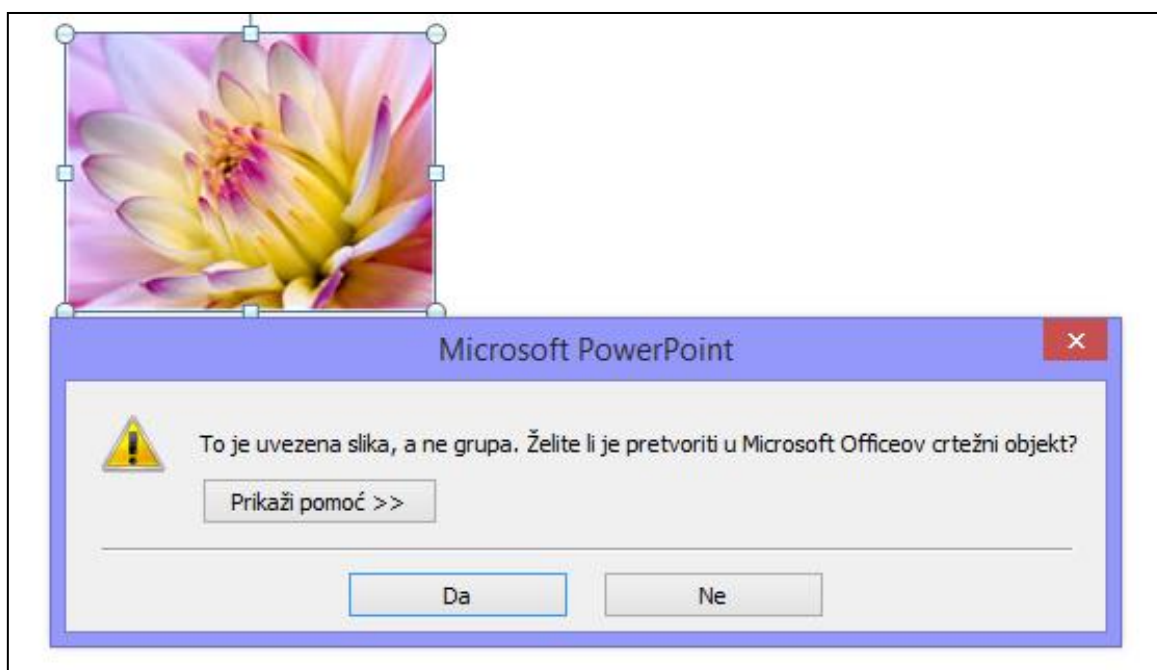 Microsoft PowerPoint
To je uvezena slika, a ne grupa. Želite li je pretvoriti u Microsoft Officeov crtežni objekt?
Prikaži pomoć >>
Da
Ne